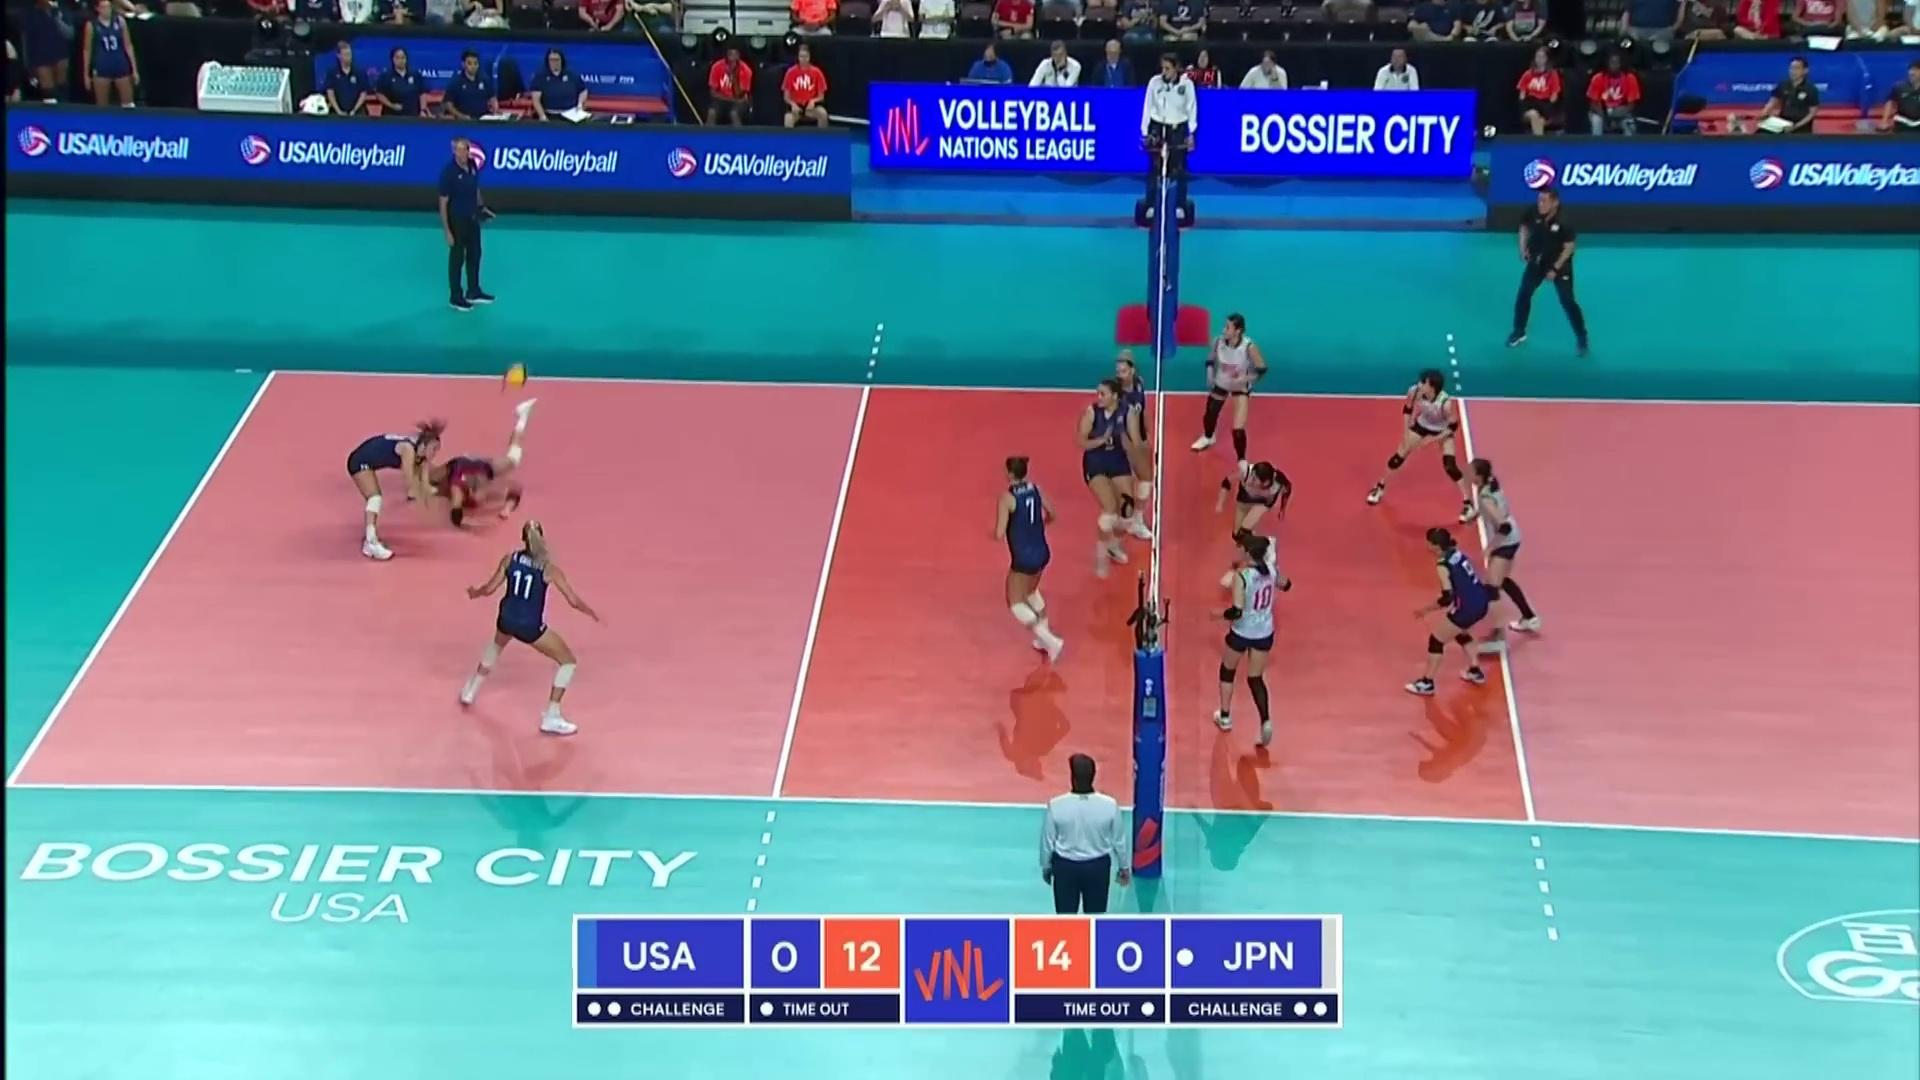 13
USAVolleyball
USAVolleyball
USAVolleyball
USAVolleyball
VNL
VOLLEYBALL
NATIONS LEAGUE
BOSSIER CITY
USAVolleyball
USAVolleyba
7
11
10
BOSSIER CITY
USA
USA 0 12 VNL 14 0 JPN
CHALLENGE TIME OUT TIME OUT CHALLENGE